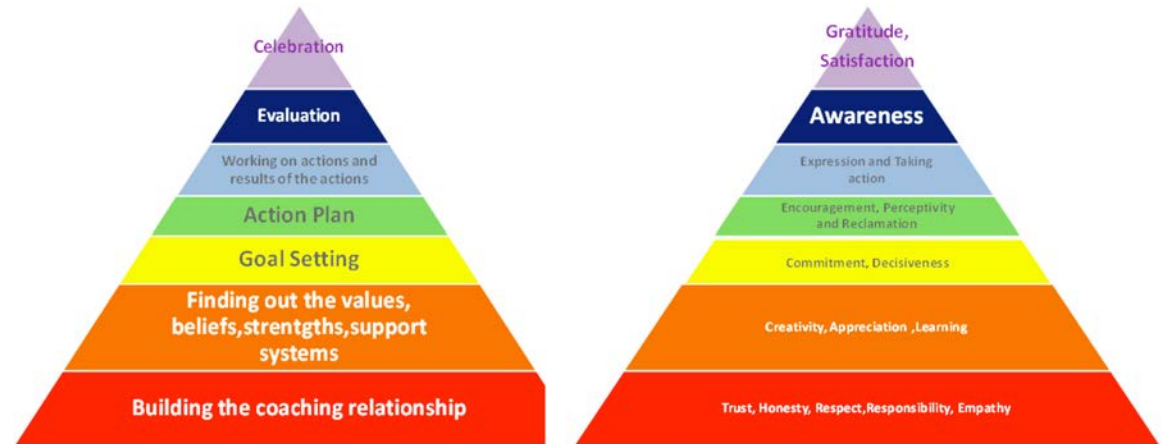 Celebration
Evaluation
Working on actions and
results of the actions
Action Plan
Goal Setting
Finding out the values,
beliefs,strentgths,support
systems
Building the coaching relationship
Gratitude,
Satisfaction
Awareness
Expression and Taking
action
Encouragement, Perceptivity
and Reclamation
Commitment, Decisiveness
Creativity, Appreciation ,Learning
Trust, Honesty, Respect,Responsibility, Empathy